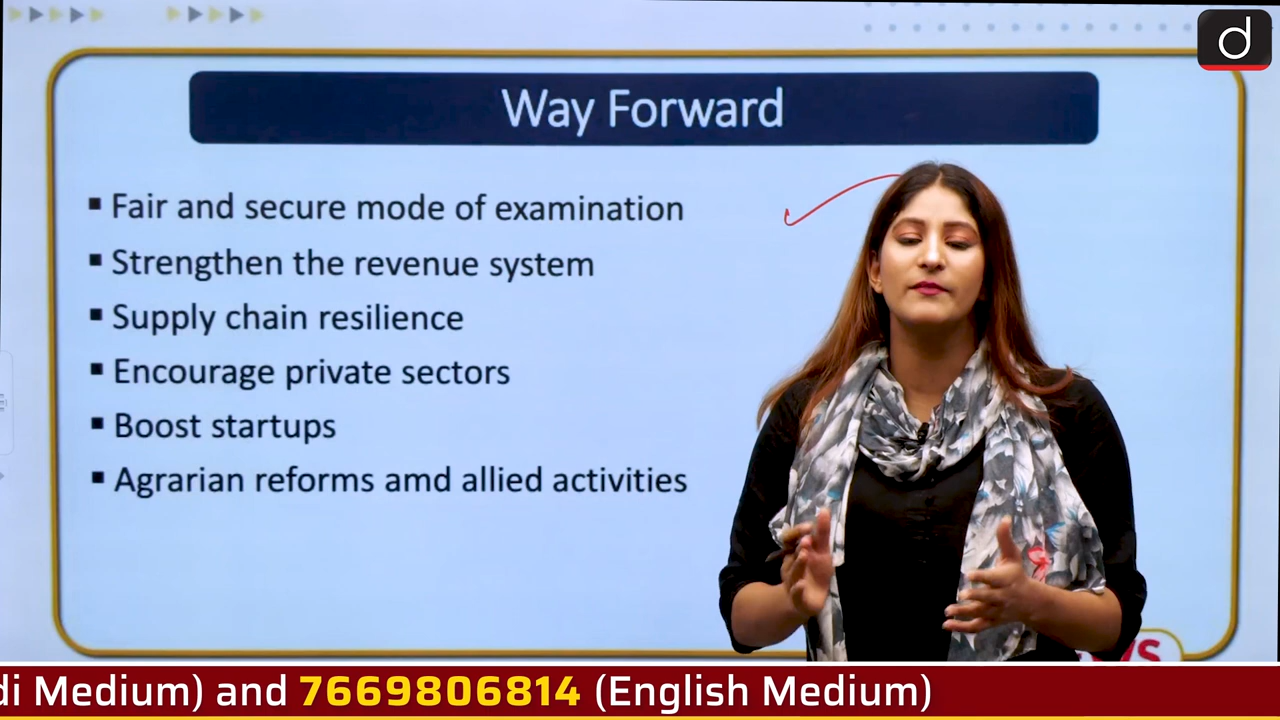 d
Way Forward
▪ Fair and secure mode of examination
▪ Strengthen the revenue system
▪ Supply chain resilience
▪ Encourage private sectors
▪ Boost startups
▪ Agrarian reforms amd allied activities
di Medium) and 7669806814 (English Medium)